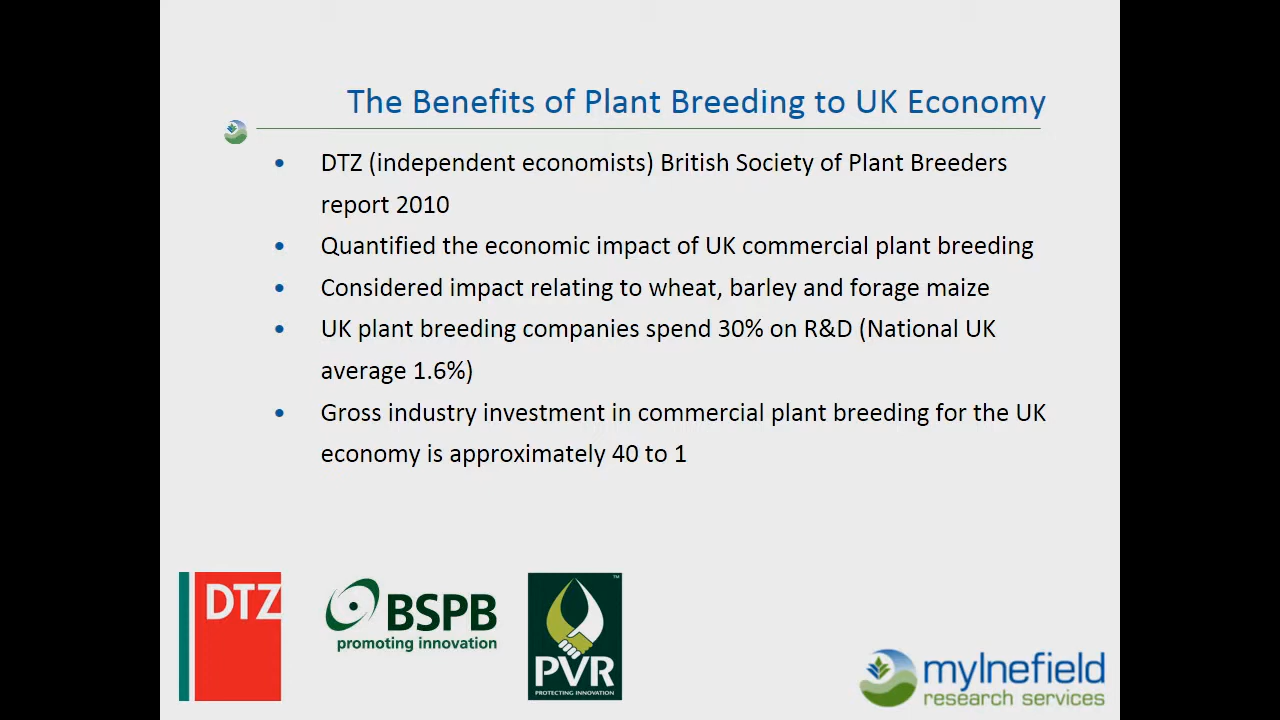 The Benefits of Plant Breeding to UK Economy
• DTZ (independent economists) British Society of Plant Breeders
report 2010
• Quantified the economic impact of UK commercial plant breeding
• Considered impact relating to wheat, barley and forage maize
• UK plant breeding companies spend 30% on R&D (National UK
average 1.6%)
• Gross industry investment in commercial plant breeding for the UK
economy is approximately 40 to 1
DTZ
BSPB
promoting innovation
TM
PVR
PROTECTING INNOVATION
mylnefield
research services